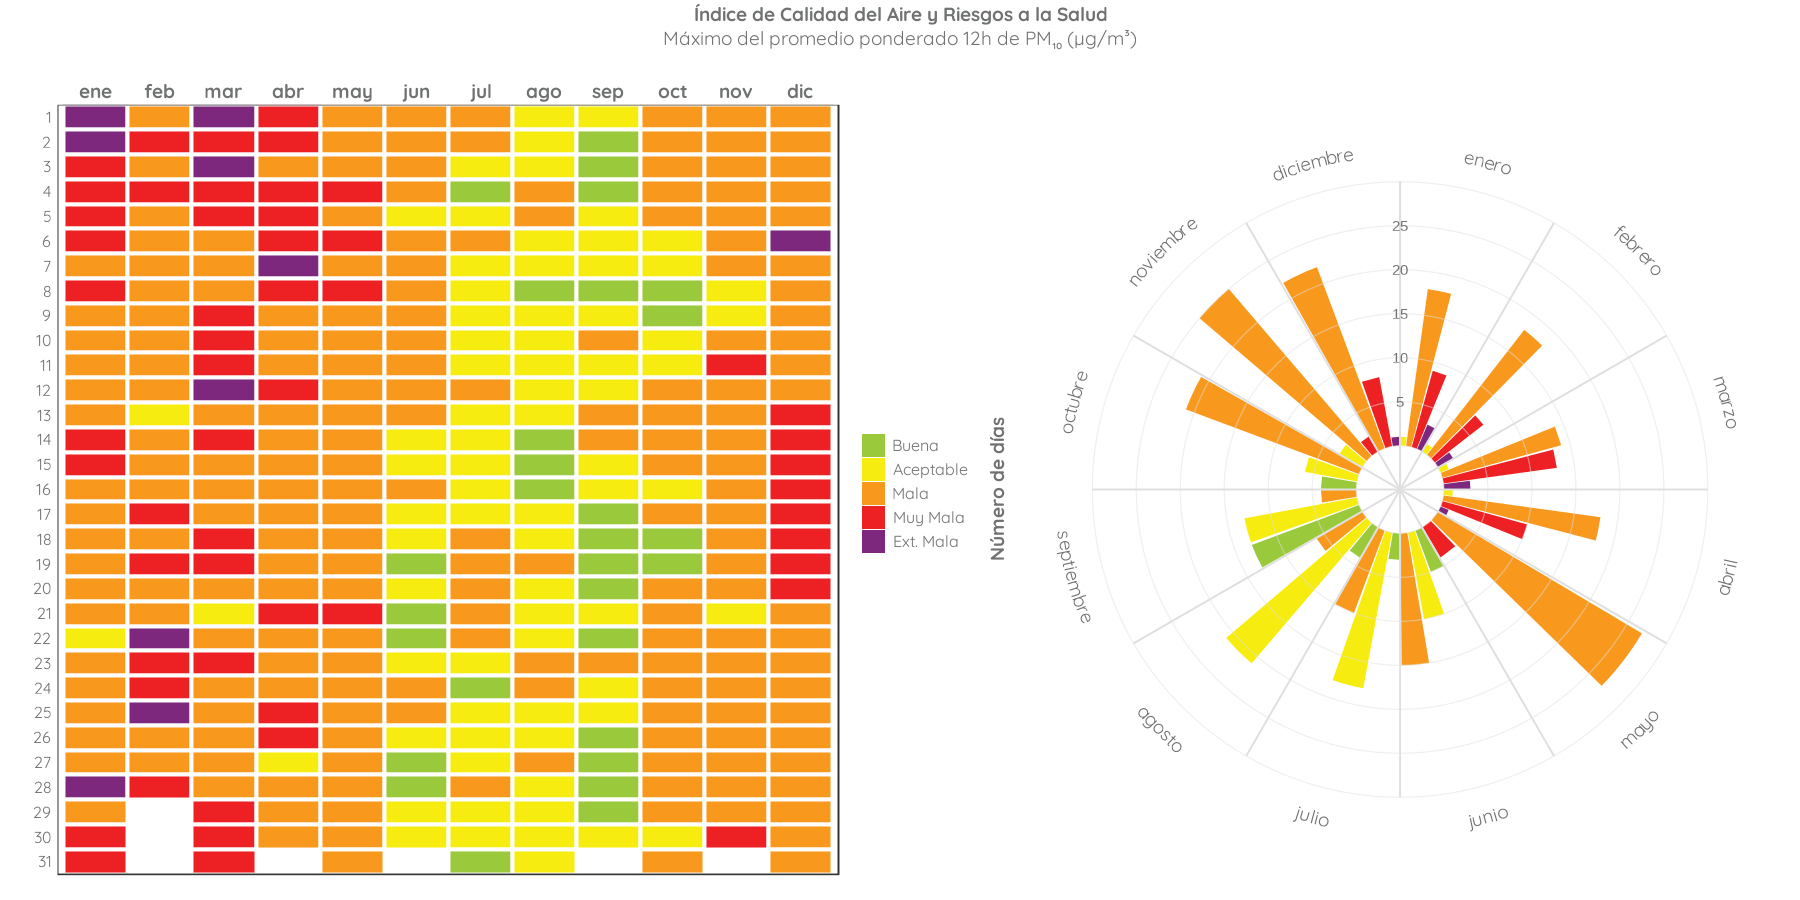 Índice de Calidad del Aire y Riesgos a la Salud
Máximo del promedio ponderado 12h de PM₁₀ (µg/m³)
ene feb mar abr may jun jul ago sep oct nov dic
1
2
3
4
5
6
7
8
9
10
11
12
13
14
15
16
17
18
19
20
21
22
23
24
25
26
27
28
29
30
31
Buena
Aceptable
Mala
Muy Mala
Ext. Mala
Número de días
enero
febrero
marzo
abril
mayo
junio
julio
agosto
septiembre
octubre
noviembre
diciembre
25
20
15
10
5